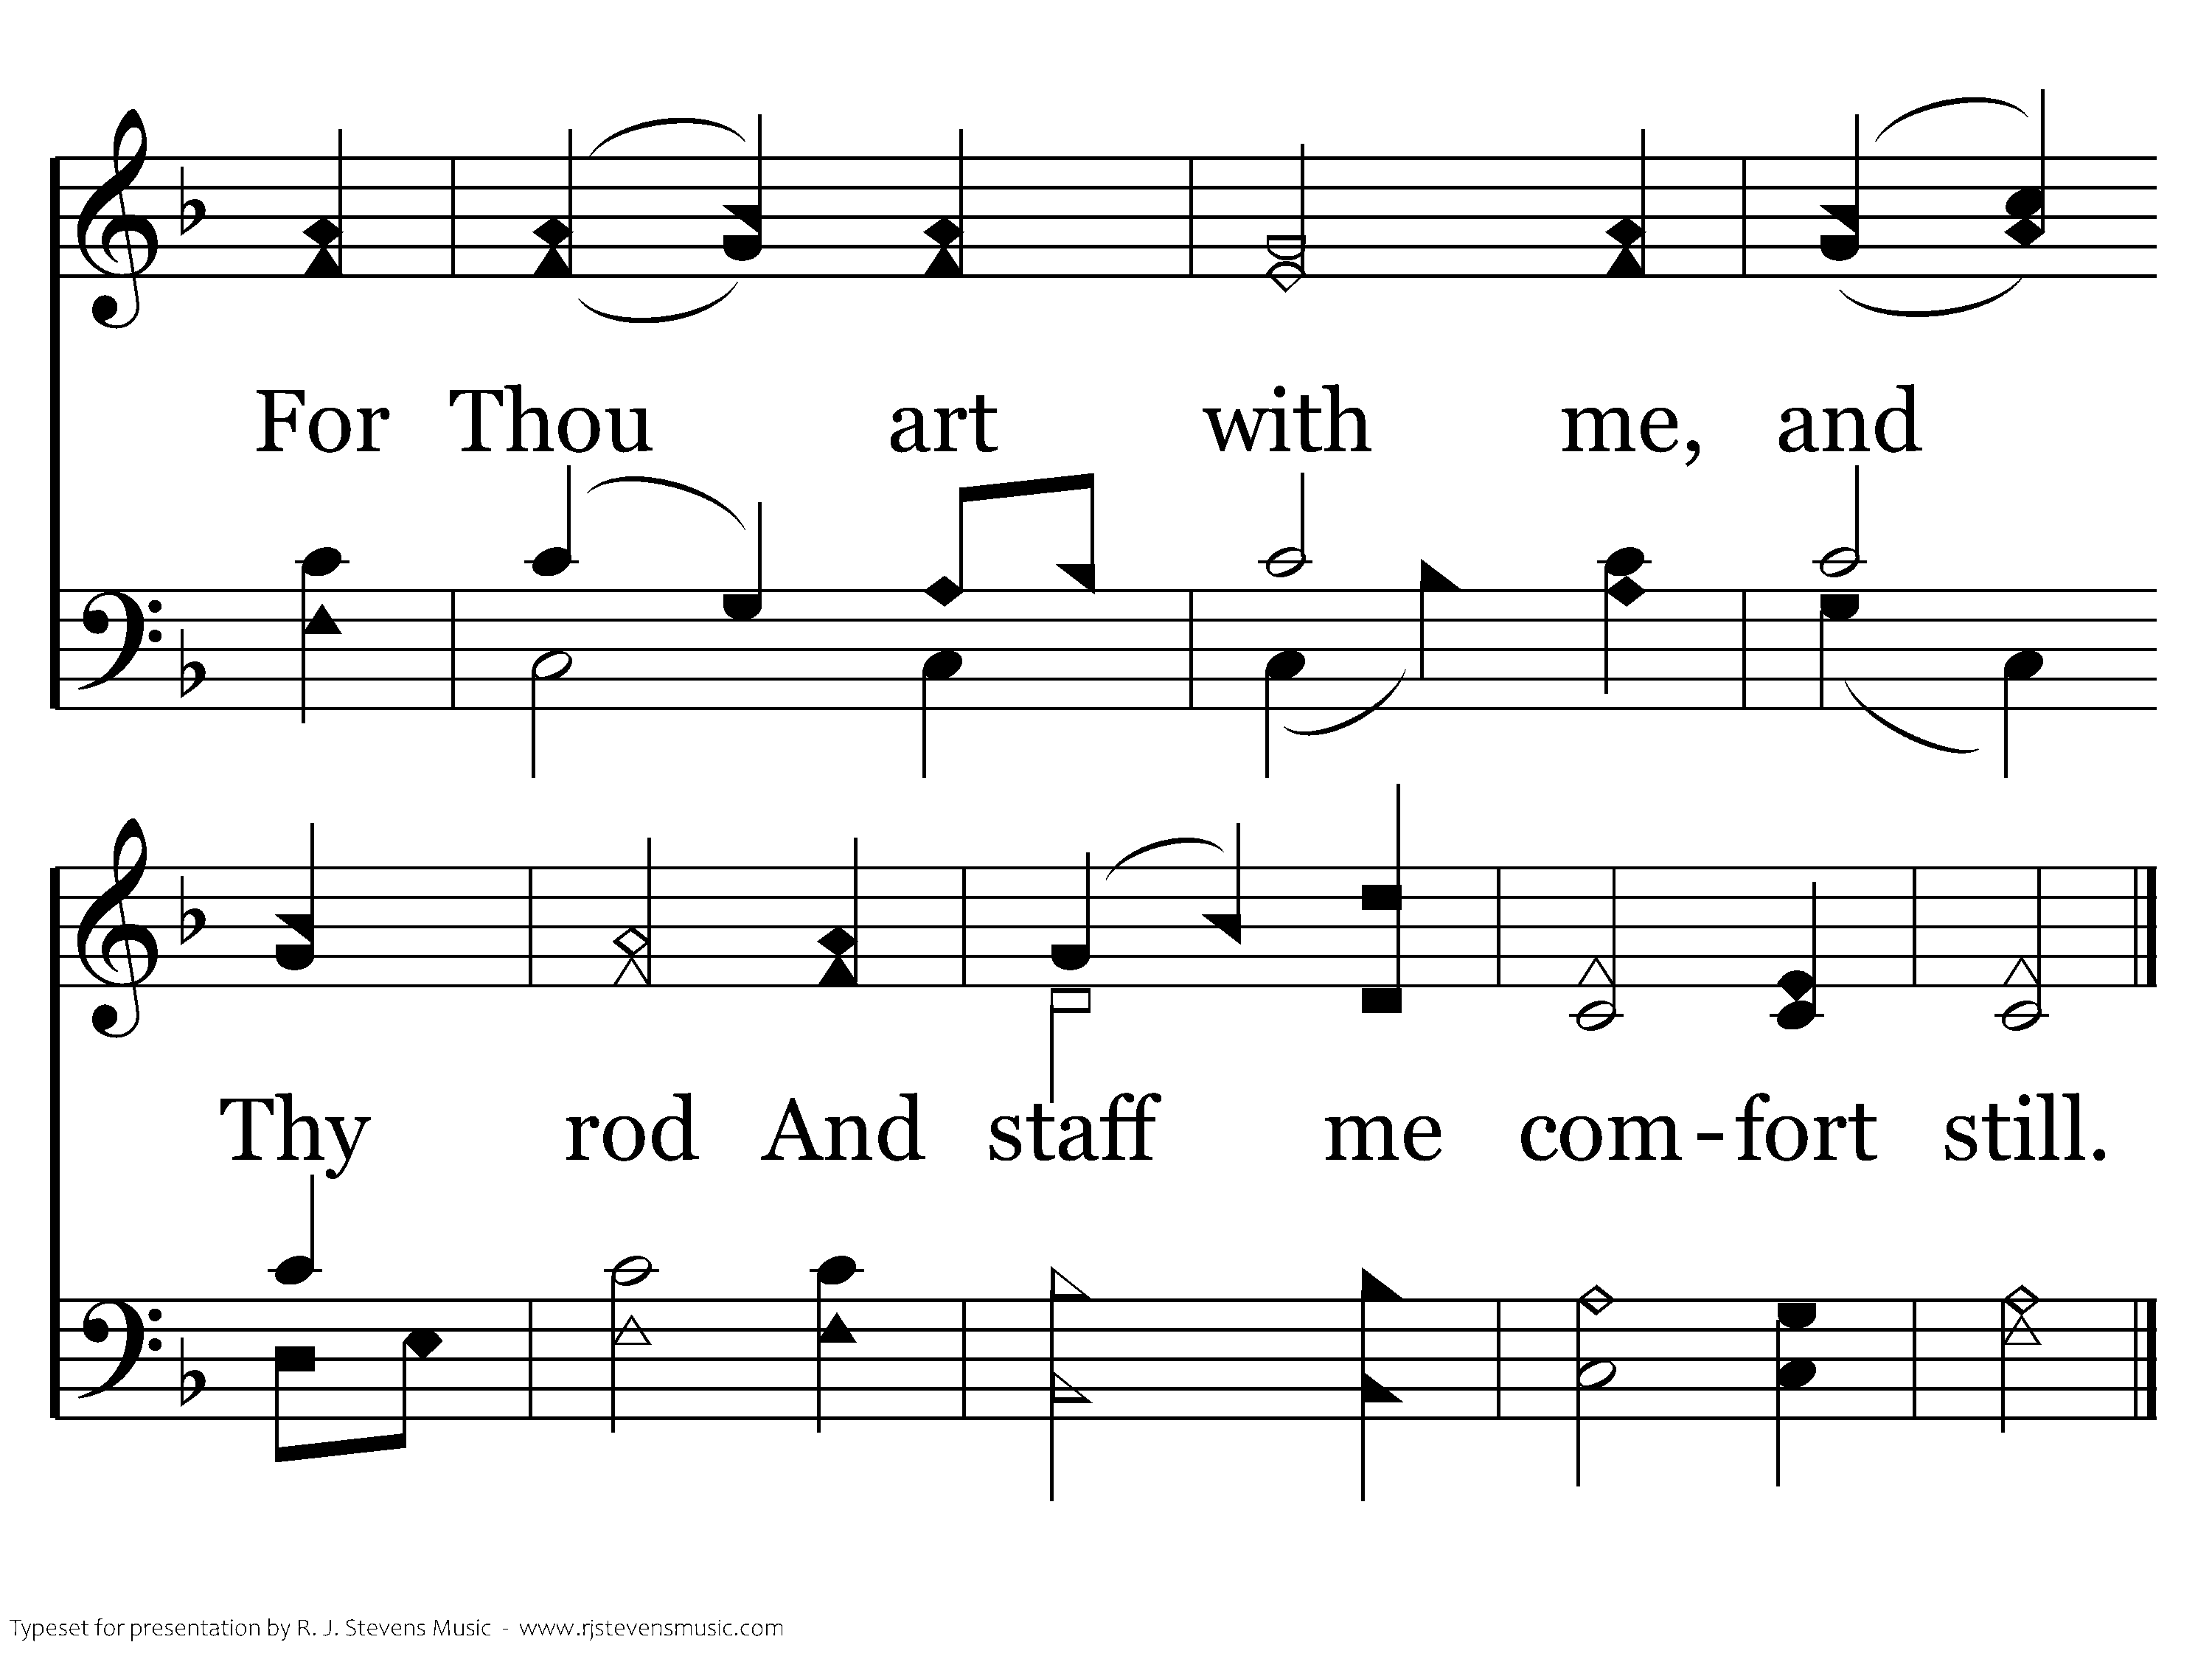 For Thou art with me, and
Thy rod And staff me com-fort still.
Typeset for presentation by R. J. Stevens Music - www.rjstevensmusic.com